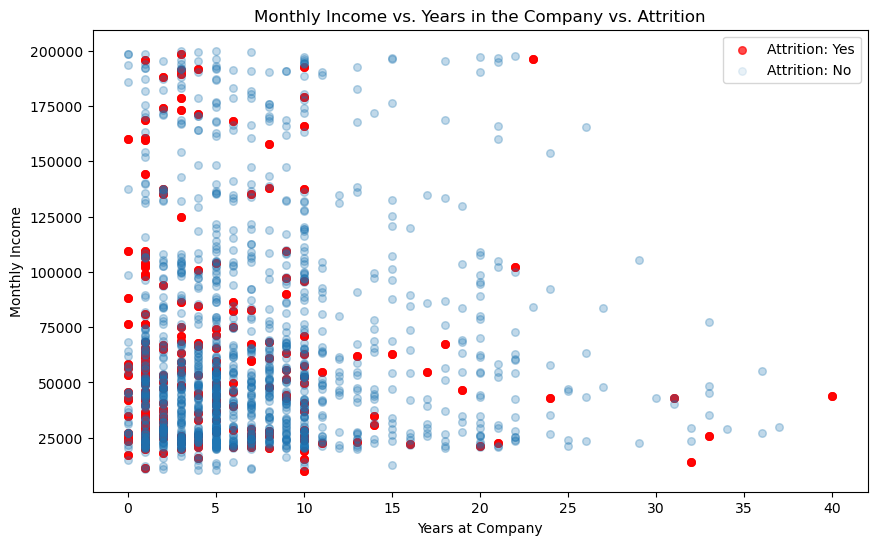 Monthly Income vs. Years in the Company vs. Attrition
Attrition: Yes
Attrition: No
200000
175000
150000
125000
100000
75000
50000
25000
Monthly Income
0 5 10 15 20 25 30 35 40
Years at Company